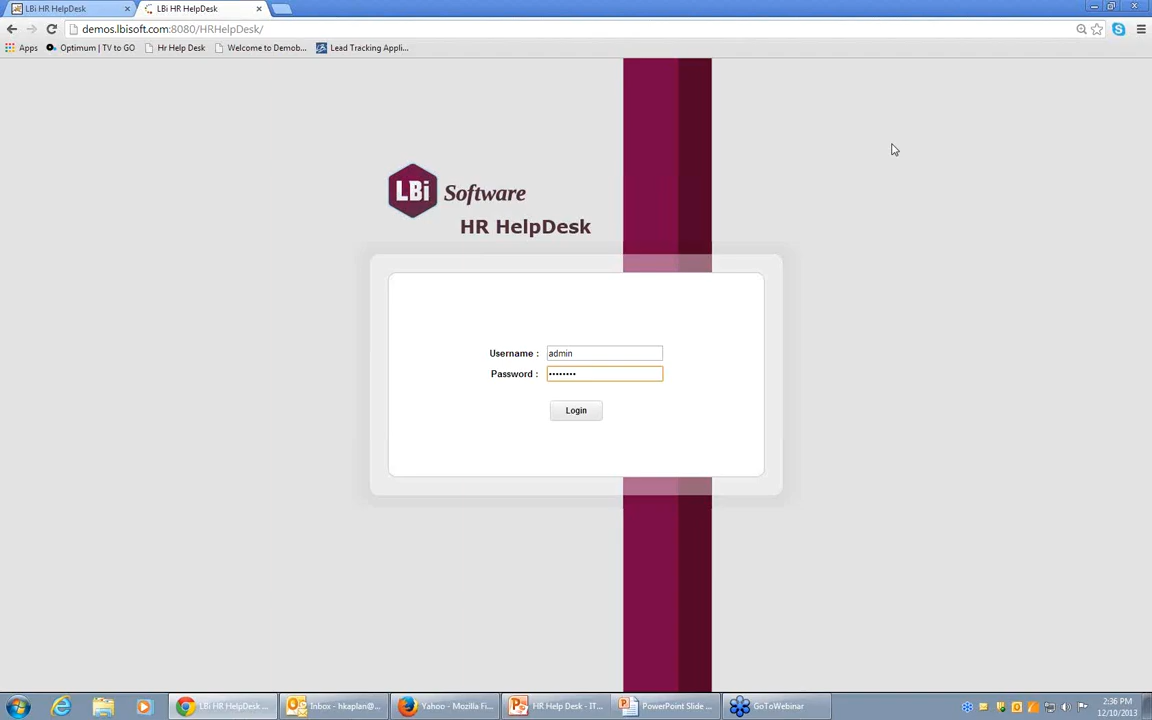 LBi HR HelpDesk
LBi HR HelpDesk
demos.lbisoft.com:8080/HRHelpDesk/
Apps
Optimum | TV to GO
Hr Help Desk
Welcome to Demob...
Lead Tracking Appli...
LBi Software
HR HelpDesk
Username :
admin
Password :
••••••••
Login
LBi HR HelpDesk ...
Inbox - hkaplan@...
Yahoo - Mozilla Fi...
HR Help Desk - IT...
PowerPoint Slide ...
GoToWebinar
2:36 PM
12/10/2013